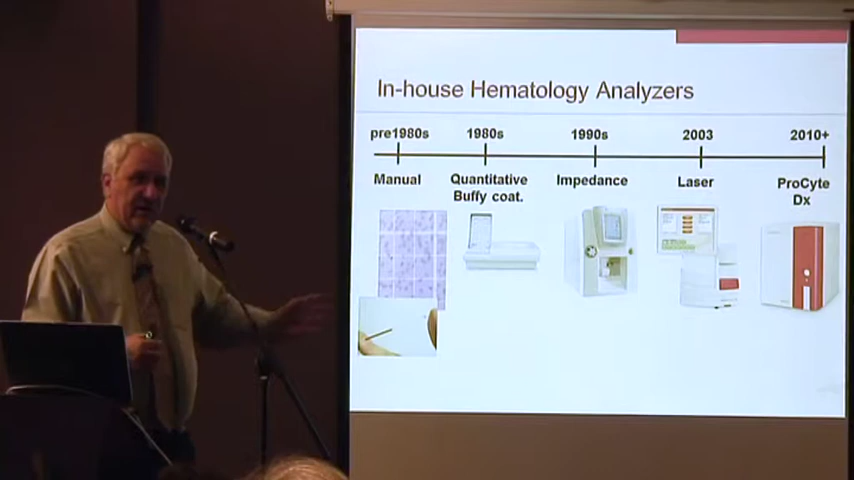 In-house Hematology Analyzers
pre1980s 1980s 1990s 2003 2010+
Manual Quantitative Buffy coat. Impedance Laser ProCyte Dx